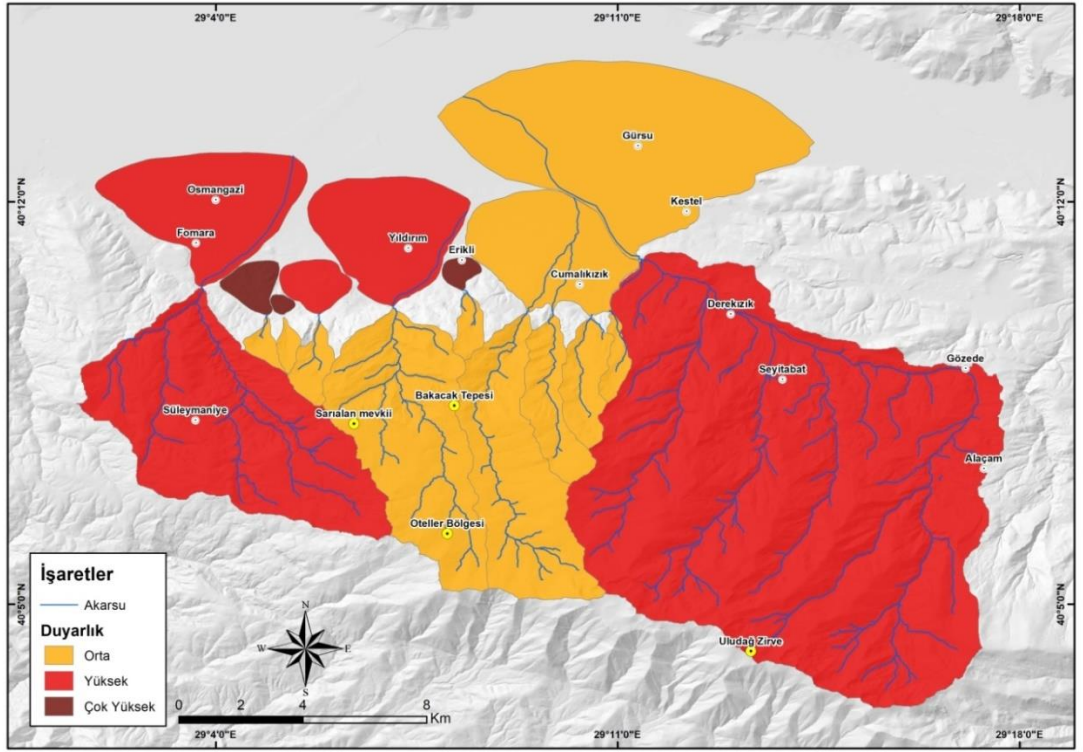 29°4'0"E
29°11'0"E
29°18'0"E
40°12'0"N
40°12'0"N
Gürsu
Osmangazi
Kestel
Fomara
Yıldırım
Erikli
Cumalıkızık
Derekızık
Gözede
Seyitabat
Bakacak Tepesi
Süleymaniye
Sarıalan mevkii
Alaçam
Oteller Bölgesi
40°5'0"N
40°5'0"N
Uludağ Zirve
İşaretler
Akarsu
Duyarlık
Orta
Yüksek
Çok Yüksek
N
W
E
S
0 2 4 8
Km
29°4'0"E
29°11'0"E
29°18'0"E